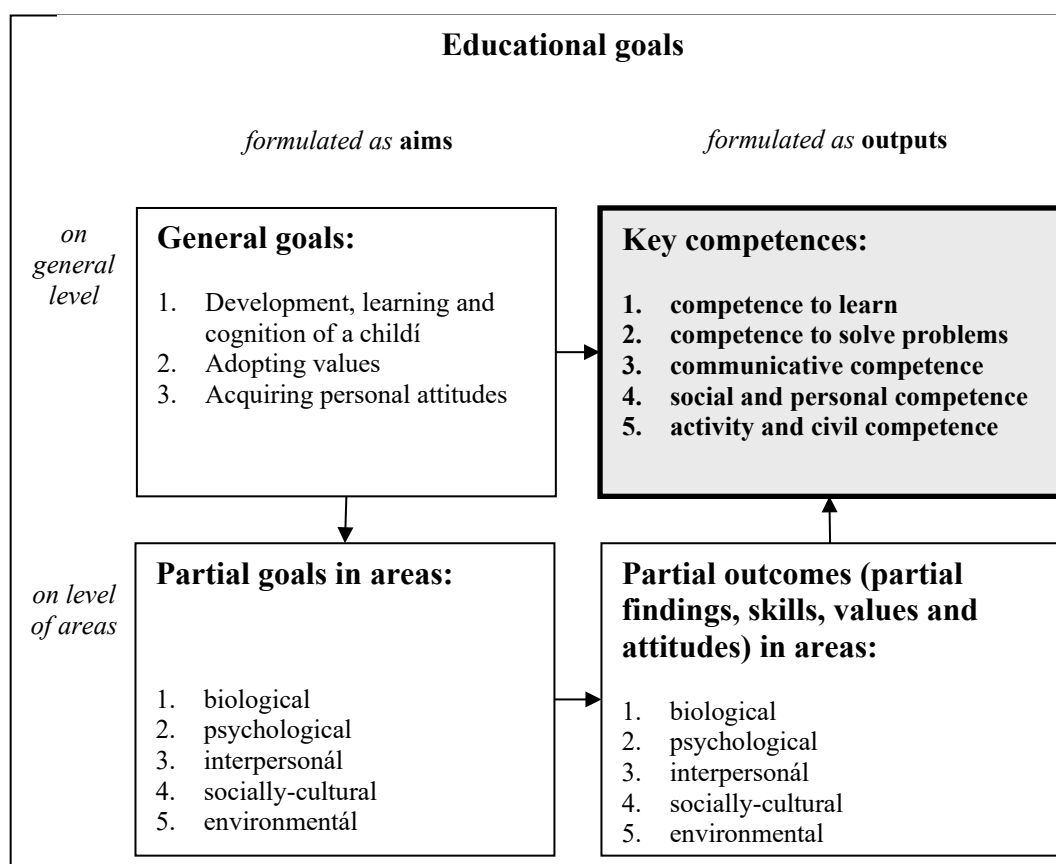 Educational goals
formulated as aims
formulated as outputs
on
general
level
General goals:
1. Development, learning and
cognition of a childí
2. Adopting values
3. Acquiring personal attitudes
Key competences:
1. competence to learn
2. competence to solve problems
3. communicative competence
4. social and personal competence
5. activity and civil competence
on level
of areas
Partial goals in areas:
1. biological
2. psychological
3. interpersonál
4. socially-cultural
5. environmentál
Partial outcomes (partial
findings, skills, values and
attitudes) in areas:
1. biological
2. psychological
3. interpersonál
4. socially-cultural
5. environmental